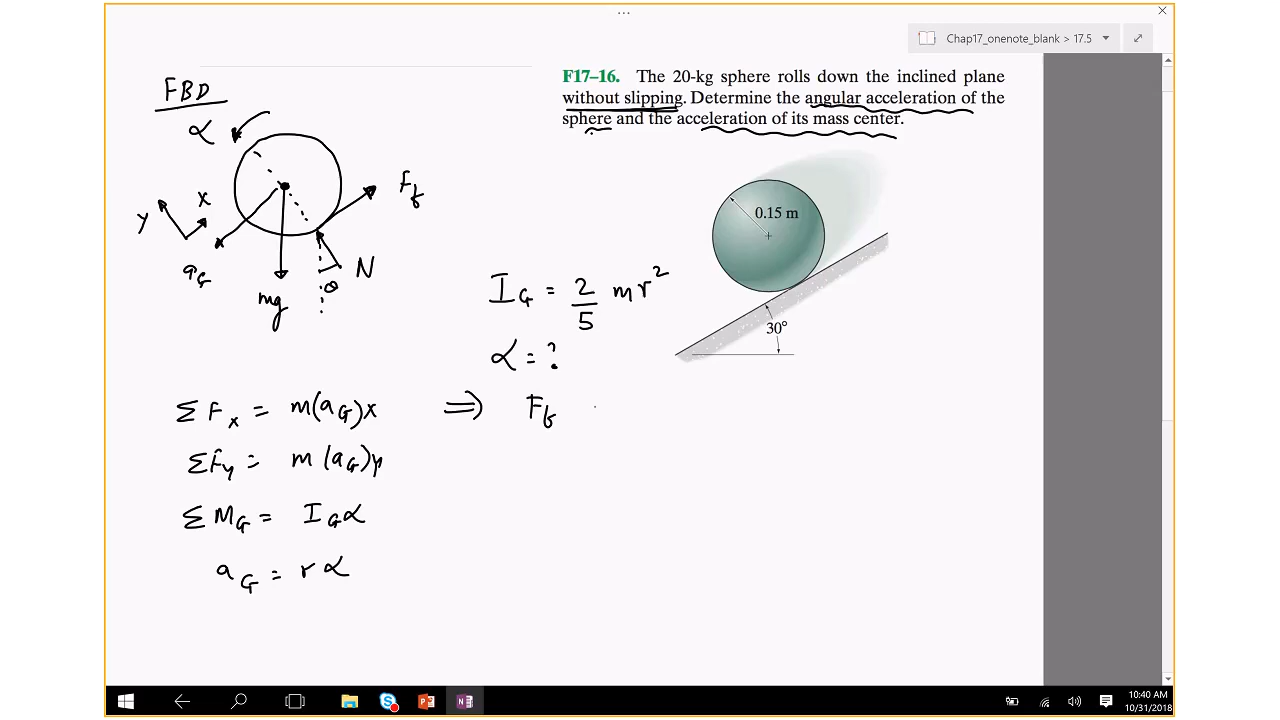 Chap17_onenote_blank > 17.5
F17–16. The 20-kg sphere rolls down the inclined plane
without slipping. Determine the angular acceleration of the
sphere and the acceleration of its mass center.
FBD
α
x
y
F_f
a_G
mg
θ
N
0.15 m
30°
I_G = 2/5 mr²
α = ?
ΣF_x = m(a_G)x ⇒ F_f
ΣF_y = m(a_G)y
ΣM_G = I_Gα
a_G = rα
10:40 AM
10/31/2018